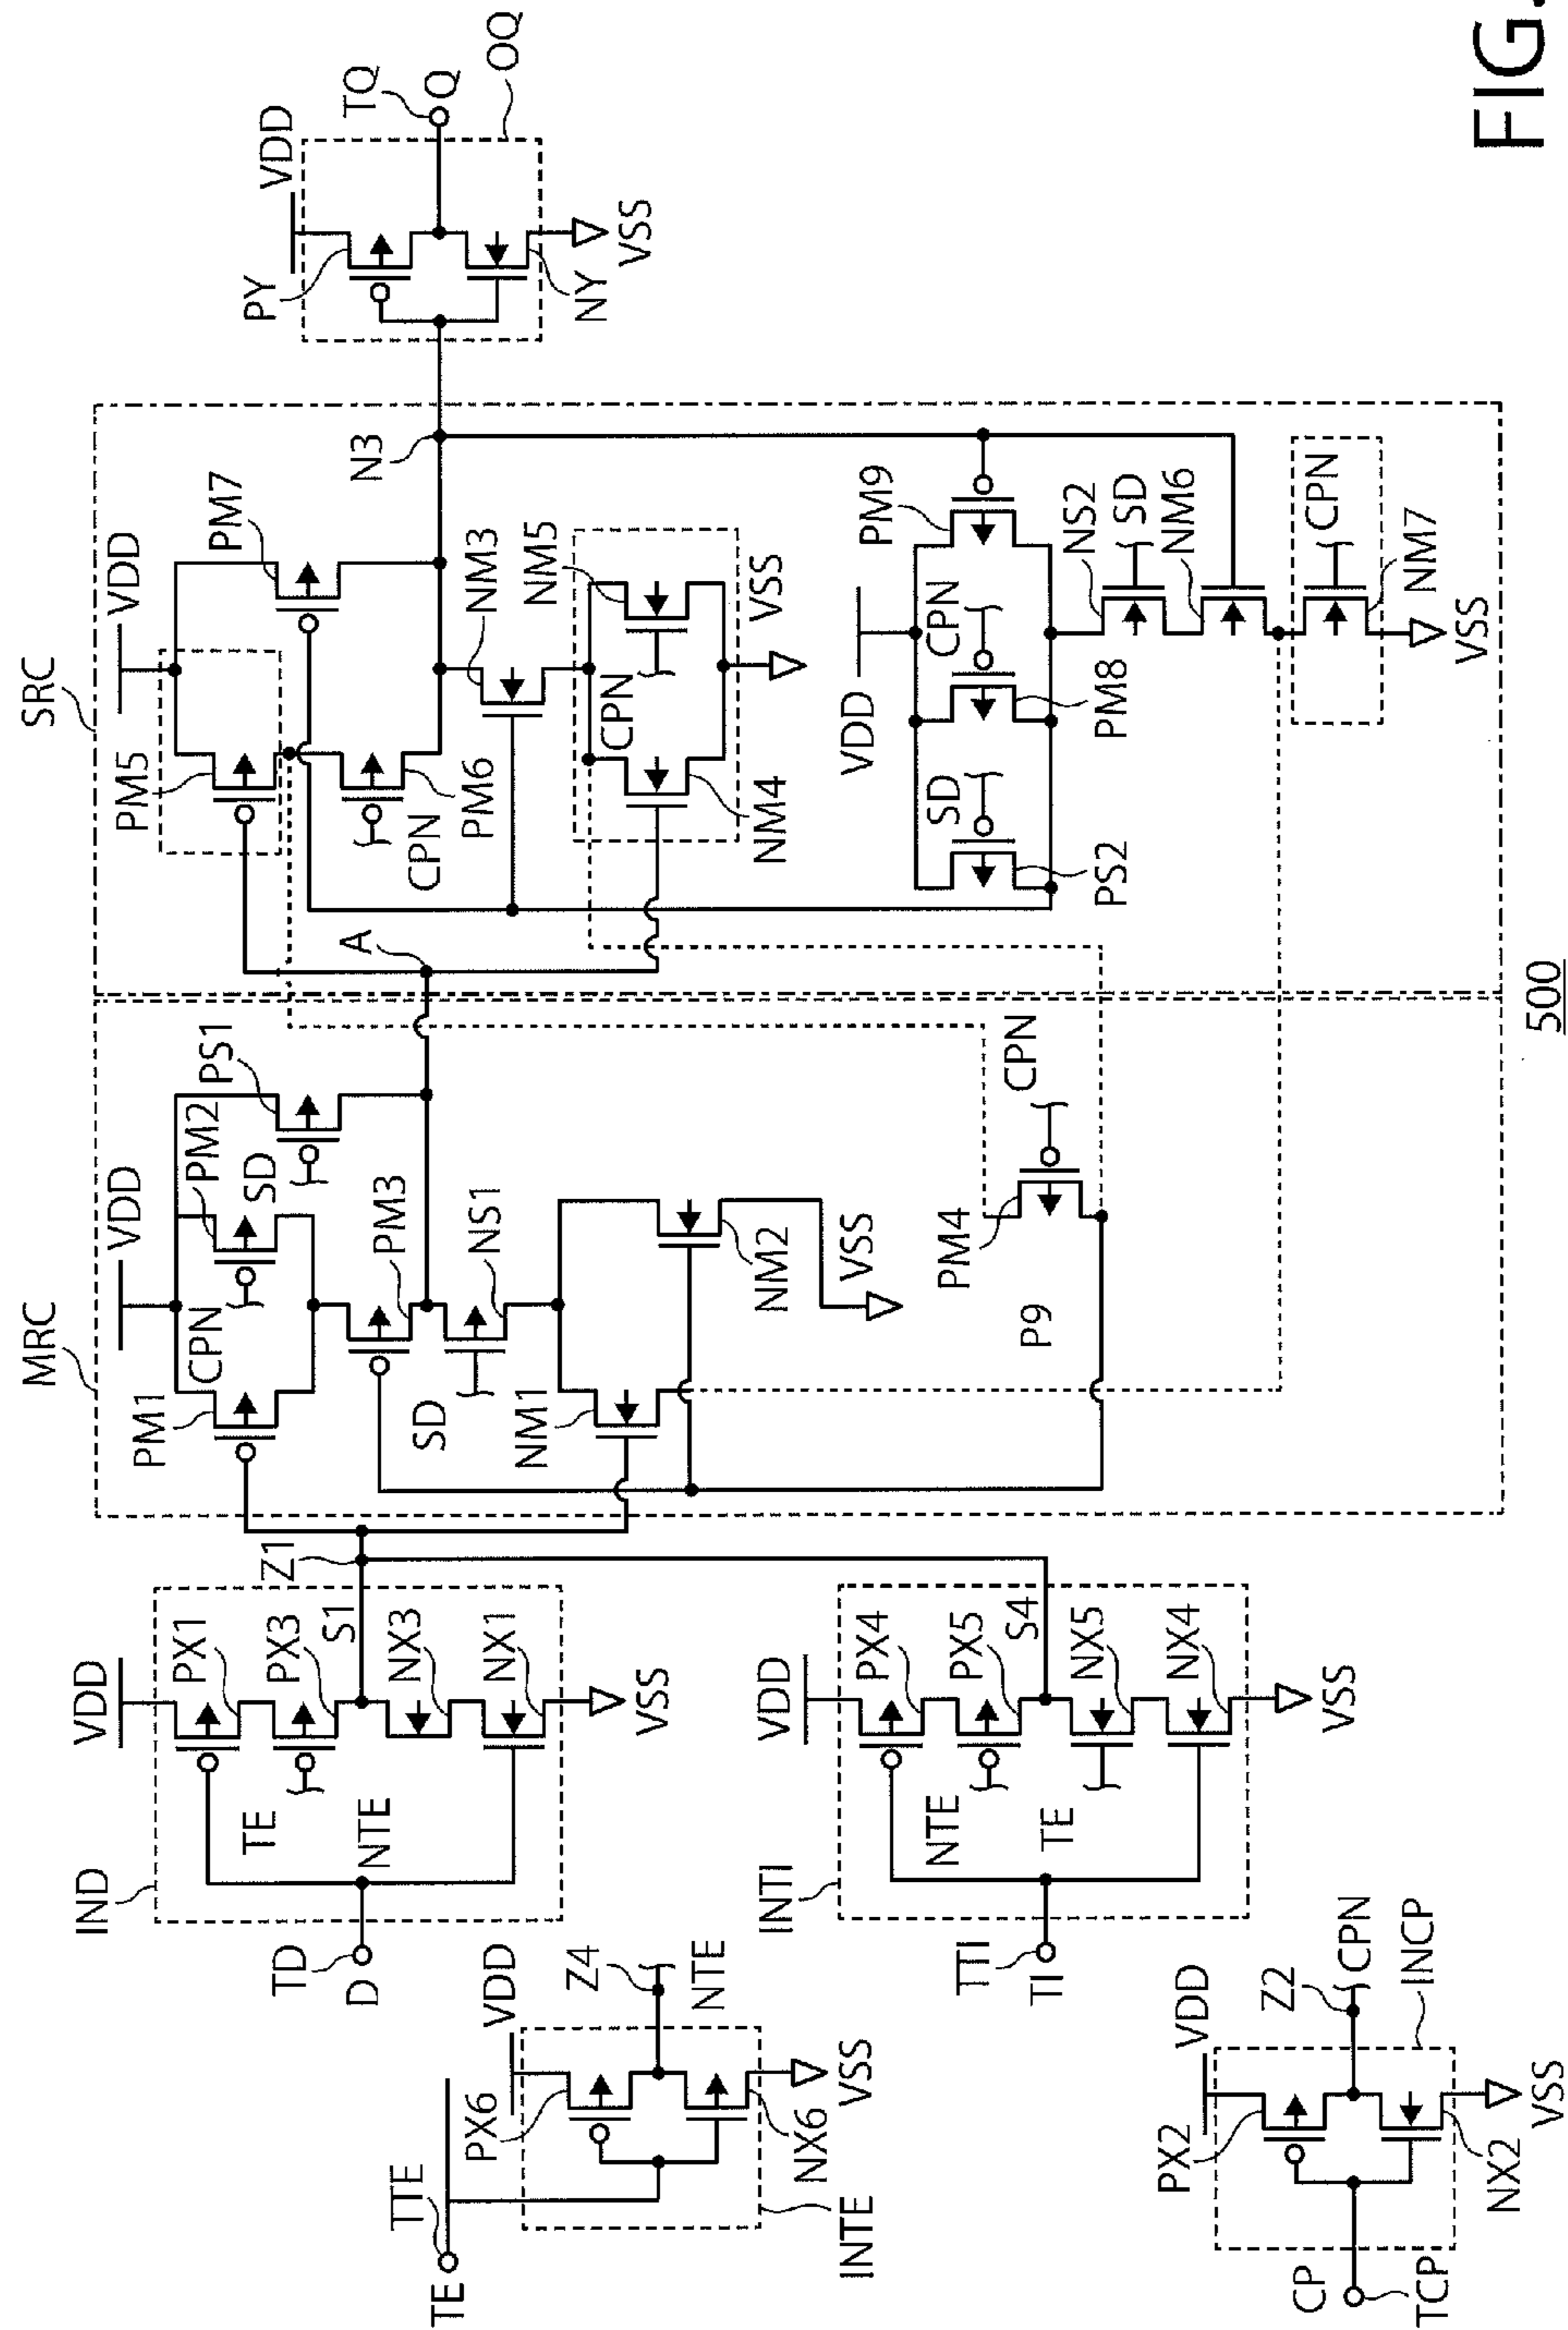 FIG.
500
MRC
SRC
VDD
PM1
CPN
PM2
SD
PS1
PM3
SD
NS1
NM1
NM2
VSS
A
P9
PM4
CPN
VDD
PM5
CPN
PM6
PM7
N3
NM3
CPN
NM5
NM4
VSS
VDD
SD
PS2
CPN
PM8
PM9
NS2
SD
NM6
CPN
NM7
VSS
VDD
PY
NY
VSS
TQ
Q
OQ
IND
VDD
PX1
TE
PX3
S1
Z1
NTE
NX3
NX1
VSS
TD
D
INTI
VDD
PX4
NTE
PX5
S4
TE
NX5
NX4
VSS
TTI
TI
TTE
TE
VDD
PX6
Z4
NTE
NX6
VSS
INTE
VDD
PX2
Z2
CPN
INCP
CP
TCP
NX2
VSS